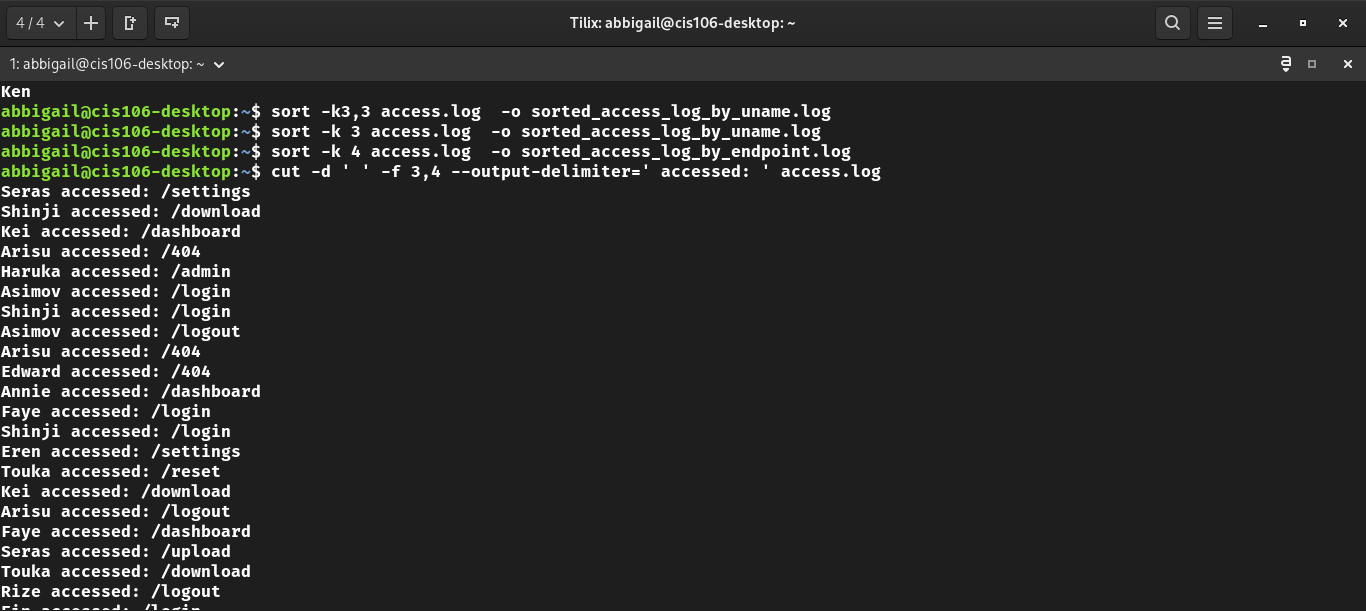 4 / 4
Tilix: abbigail@cis106-desktop: ~
1: abbigail@cis106-desktop: ~
Ken
abbigail@cis106-desktop:~$ sort -k3,3 access.log  -o sorted_access_log_by_uname.log
abbigail@cis106-desktop:~$ sort -k 3 access.log  -o sorted_access_log_by_uname.log
abbigail@cis106-desktop:~$ sort -k 4 access.log  -o sorted_access_log_by_endpoint.log
abbigail@cis106-desktop:~$ cut -d ' ' -f 3,4 --output-delimiter=' accessed: ' access.log
Seras accessed: /settings
Shinji accessed: /download
Kei accessed: /dashboard
Arisu accessed: /404
Haruka accessed: /admin
Asimov accessed: /login
Shinji accessed: /login
Asimov accessed: /logout
Arisu accessed: /404
Edward accessed: /404
Annie accessed: /dashboard
Faye accessed: /login
Shinji accessed: /login
Eren accessed: /settings
Touka accessed: /reset
Kei accessed: /download
Arisu accessed: /logout
Faye accessed: /dashboard
Seras accessed: /upload
Touka accessed: /download
Rize accessed: /logout
accessed: /login